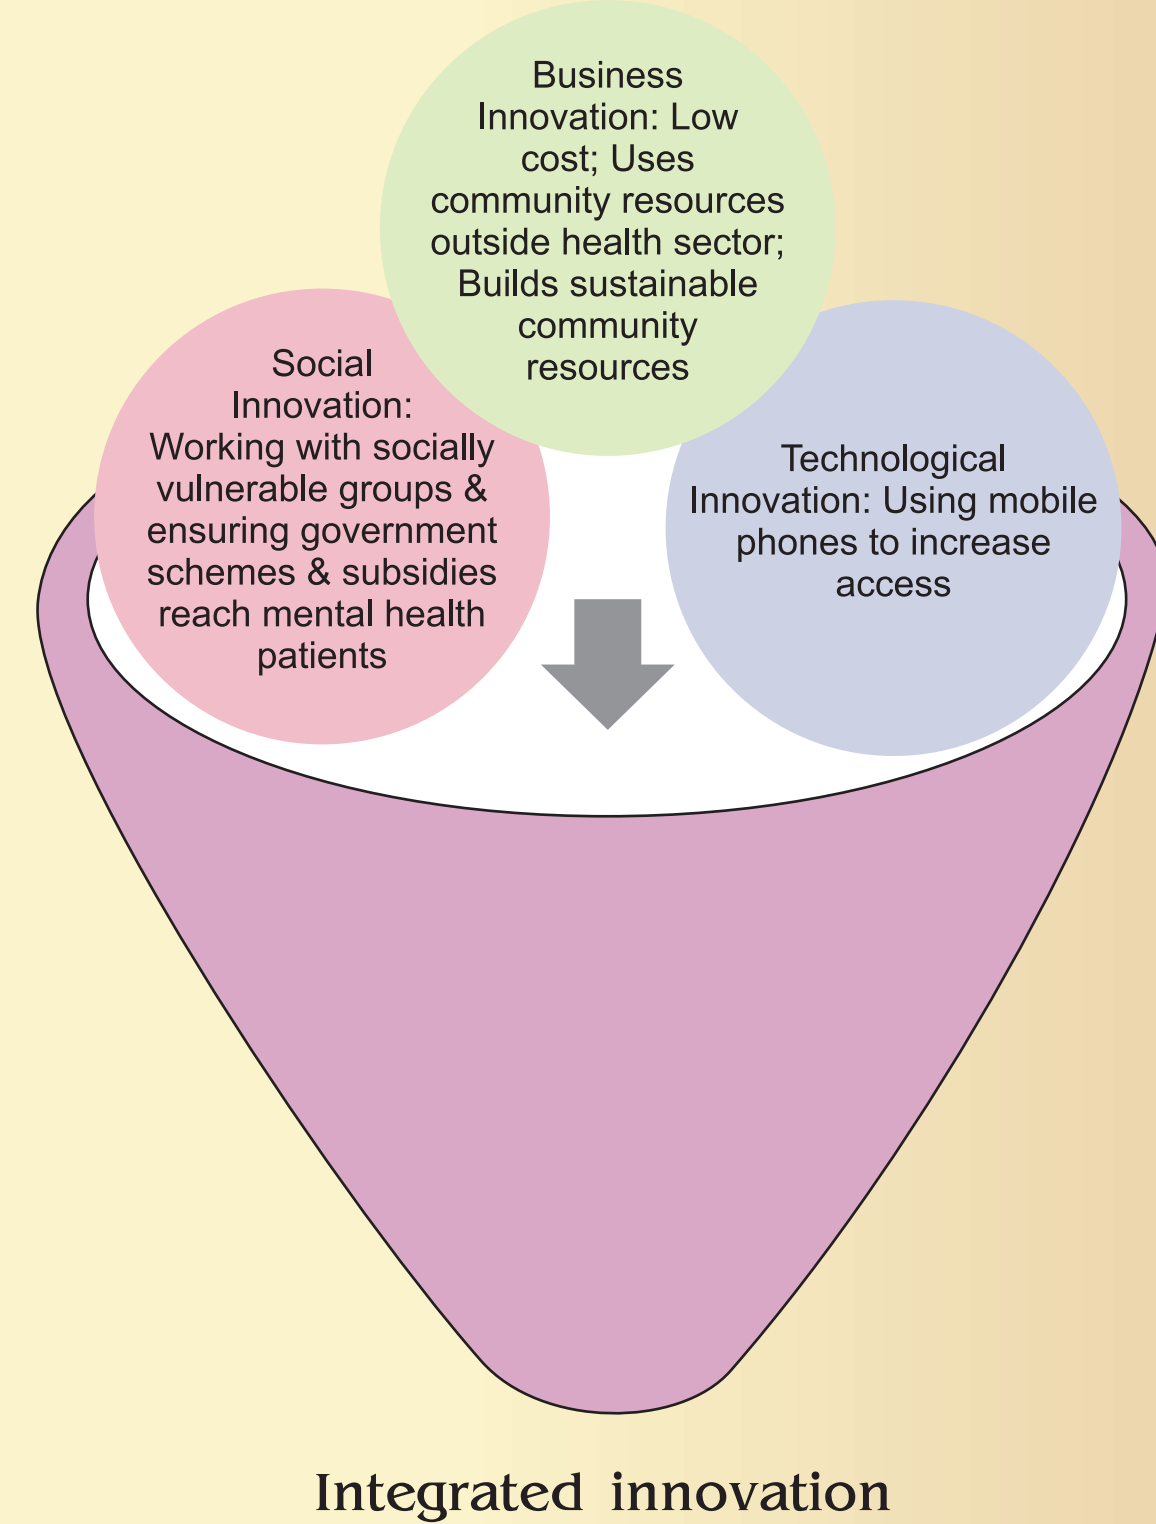 Business
Innovation: Low
cost; Uses
community resources
outside health sector;
Builds sustainable
community
resources
Social
Innovation:
Working with socially
vulnerable groups &
ensuring government
schemes & subsidies
reach mental health
patients
Technological
Innovation: Using mobile
phones to increase
access
Integrated innovation